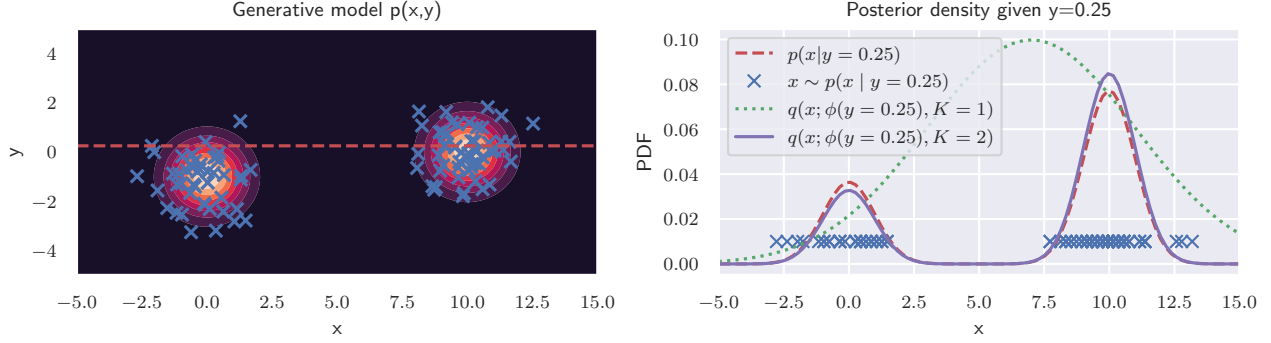 Generative model p(x,y)
y
4
2
0
−2
−4
−5.0 −2.5 0.0 2.5 5.0 7.5 10.0 12.5 15.0
x
Posterior density given y=0.25
PDF
0.10
0.08
0.06
0.04
0.02
0.00
p(x|y = 0.25)
x ∼ p(x | y = 0.25)
q(x; ϕ(y = 0.25), K = 1)
q(x; ϕ(y = 0.25), K = 2)
−5.0 −2.5 0.0 2.5 5.0 7.5 10.0 12.5 15.0
x